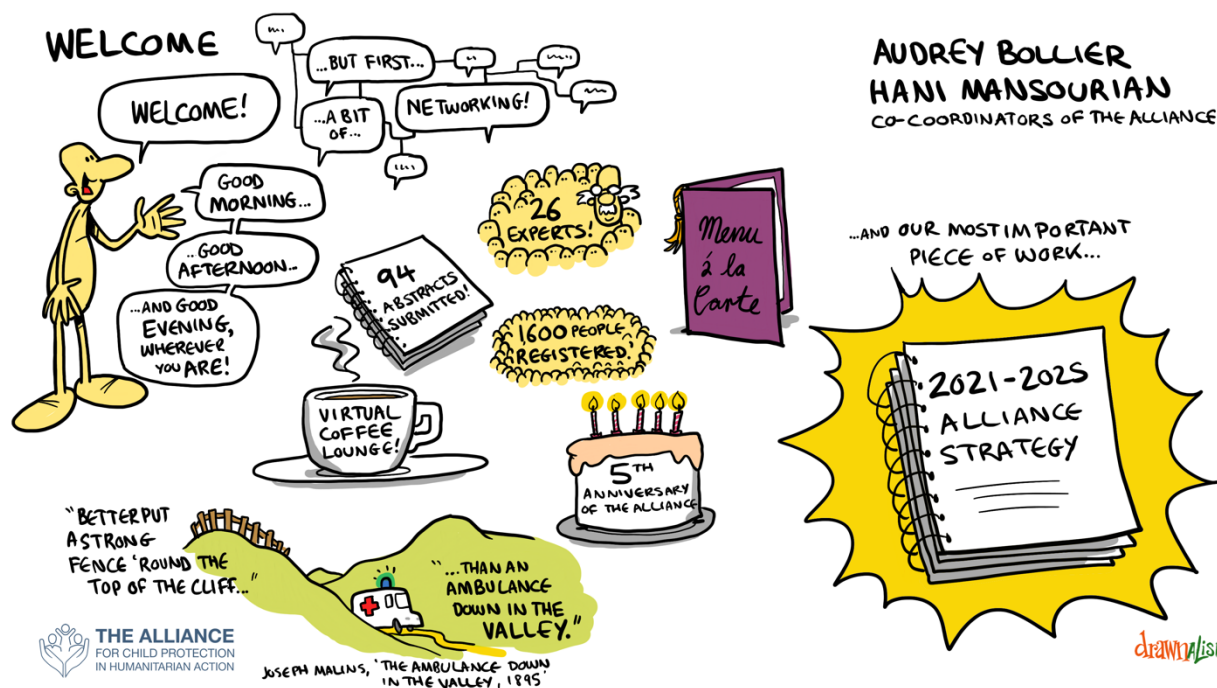 WELCOME
WELCOME!
...BUT FIRST...
...A BIT
OF...
NETWORKING!
GOOD
MORNING...
..GOOD
AFTERNOON...
...AND GOOD
EVENING,
WHEREVER
YOU ARE!
94
ABSTRACTS
SUBMITTED!
26
EXPERTS!
1600 PEOPLE
REGISTERED!
Menu
à la
Carte
VIRTUAL
COFFEE
LOUNGE!
5TH
ANNIVERSARY
OF THE ALLIANCE
AUDREY BOLLIER
HANI MANSOURIAN
CO-COORDINATORS OF THE ALLIANCE
...AND OUR MOST IMPORTANT
PIECE OF WORK...
2021-2025
ALLIANCE
STRATEGY
"BETTER PUT
A STRONG
FENCE 'ROUND THE
TOP OF THE CLIFF..."
"...THAN AN
AMBULANCE
DOWN IN THE
VALLEY."
JOSEPH MALINS, 'THE AMBULANCE DOWN
IN THE VALLEY, 1895'
THE ALLIANCE
FOR CHILD PROTECTION
IN HUMANITARIAN ACTION